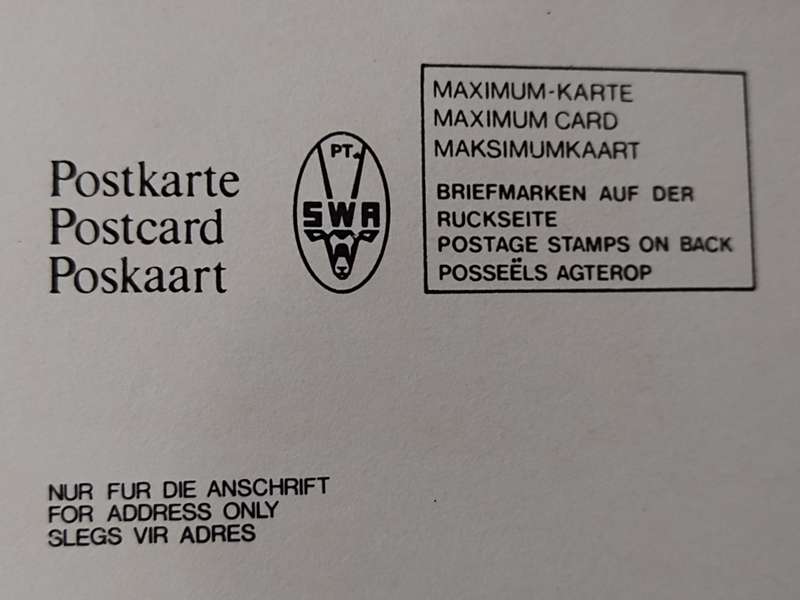 Postkarte
Postcard
Poskaart
PT.
SWA
MAXIMUM-KARTE
MAXIMUM CARD
MAKSIMUMKAART
BRIEFMARKEN AUF DER
RUCKSEITE
POSTAGE STAMPS ON BACK
POSSEËLS AGTEROP
NUR FUR DIE ANSCHRIFT
FOR ADDRESS ONLY
SLEGS VIR ADRES